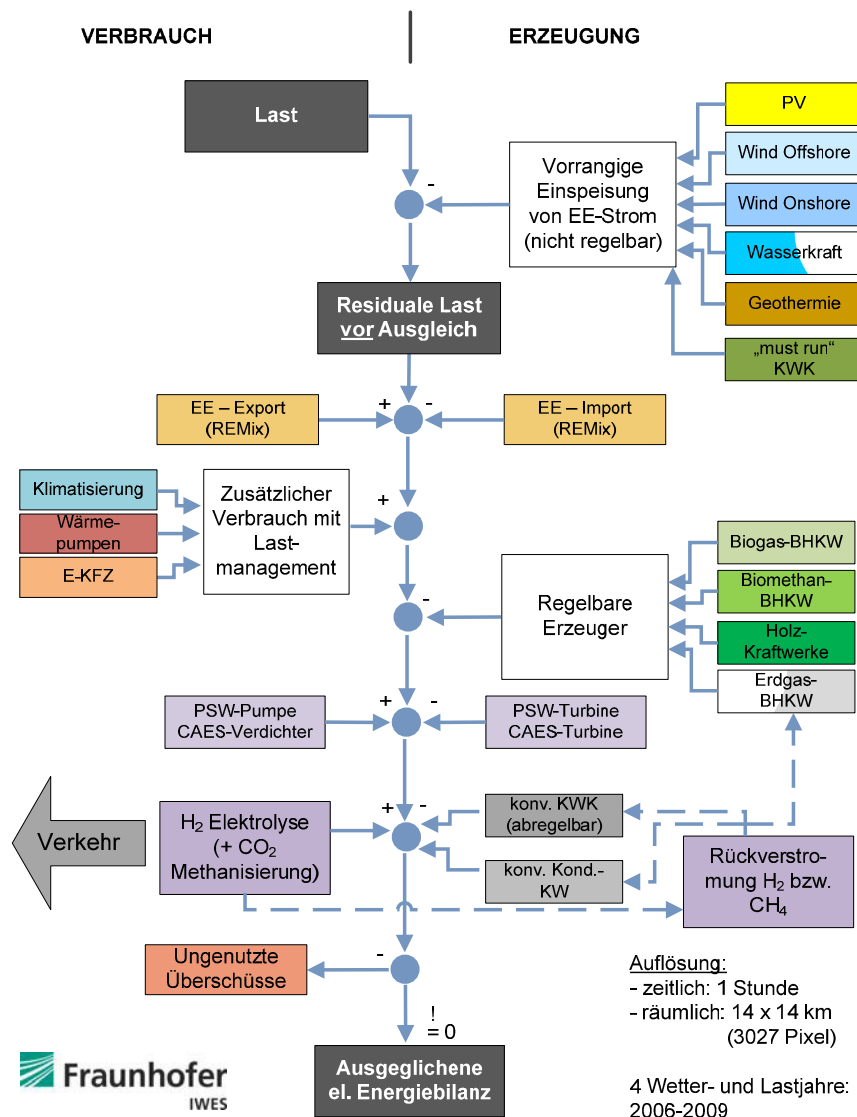 VERBRAUCH
ERZEUGUNG
Last
-
Vorrangige
Einspeisung
von EE-Strom
(nicht regelbar)
PV
Wind Offshore
Wind Onshore
Wasserkraft
Geothermie
„must run“
KWK
Residuale Last
vor Ausgleich
EE – Export
(REMix)
+
-
EE – Import
(REMix)
Klimatisierung
Wärme-
pumpen
E-KFZ
Zusätzlicher
Verbrauch mit
Last-
management
+
-
Regelbare
Erzeuger
Biogas-BHKW
Biomethan-
BHKW
Holz-
Kraftwerke
Erdgas-
BHKW
PSW-Pumpe
CAES-Verdichter
+
-
PSW-Turbine
CAES-Turbine
Verkehr
H₂ Elektrolyse
(+ CO₂
Methanisierung)
+
-
konv. KWK
(abregelbar)
konv. Kond.-
KW
Rückverstro-
mung H₂ bzw.
CH₄
Ungenutzte
Überschüsse
-
!
= 0
Ausgeglichene
el. Energiebilanz
Auflösung:
- zeitlich: 1 Stunde
- räumlich: 14 x 14 km
(3027 Pixel)
4 Wetter- und Lastjahre:
2006-2009
Fraunhofer
IWES